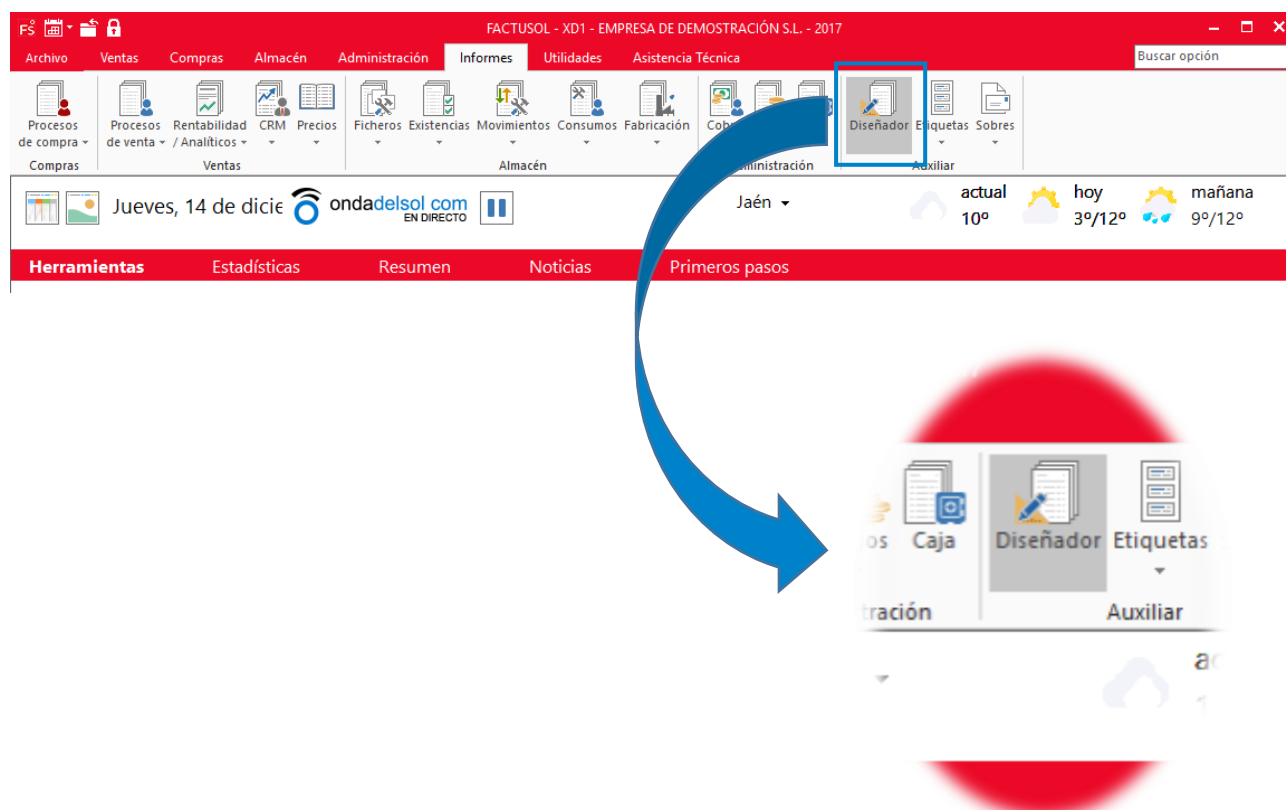 FS FACTUSOL - XD1 - EMPRESA DE DEMOSTRACIÓN S.L. - 2017
Archivo Ventas Compras Almacén Administración Informes Utilidades Asistencia Técnica Buscar opción
Procesos Procesos Rentabilidad CRM Precios Ficheros Existencias Movimientos Consumos Fabricación Diseñador Etiquetas Sobres
de compra de venta / Analíticos
Compras Ventas Almacén Auxiliar
Jueves, 14 de dicie ondadelsol com Jaén actual hoy mañana
EN DIRECTO 10º 3º/12º 9º/12º
Herramientas Estadísticas Resumen Noticias Primeros pasos
os Caja Diseñador Etiquetas
tración Auxiliar